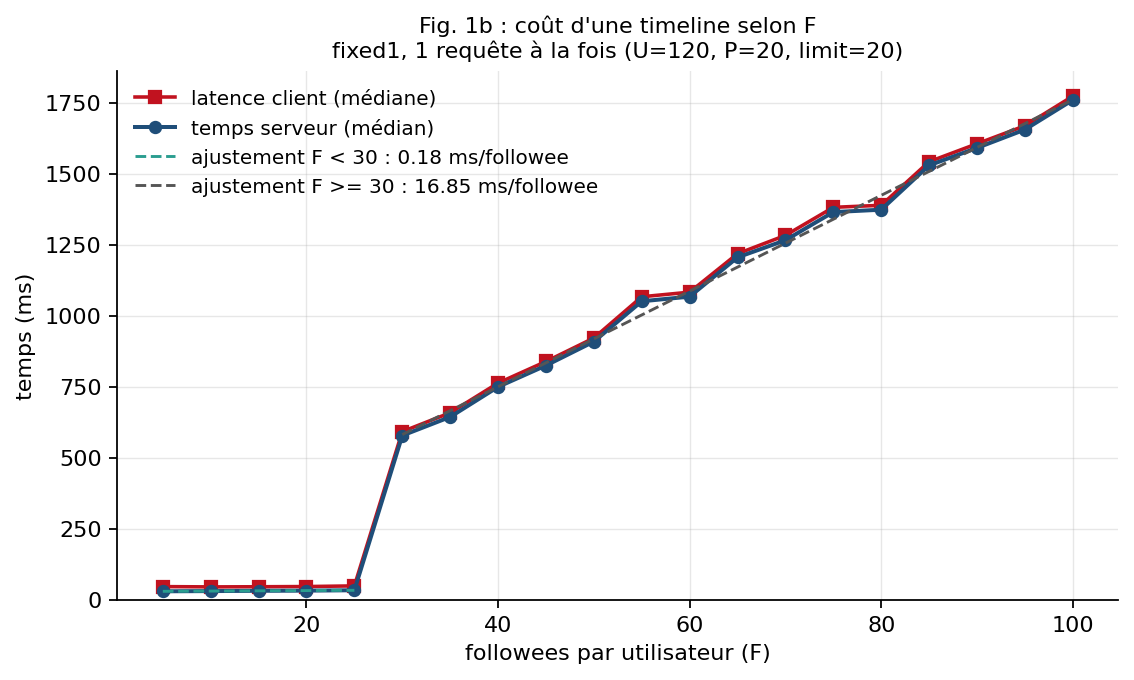 Fig. 1b : coût d'une timeline selon F
fixed1, 1 requête à la fois (U=120, P=20, limit=20)
latence client (médiane)
temps serveur (médian)
ajustement F < 30 : 0.18 ms/followee
ajustement F >= 30 : 16.85 ms/followee
temps (ms)
1750
1500
1250
1000
750
500
250
0
20 40 60 80 100
followees par utilisateur (F)